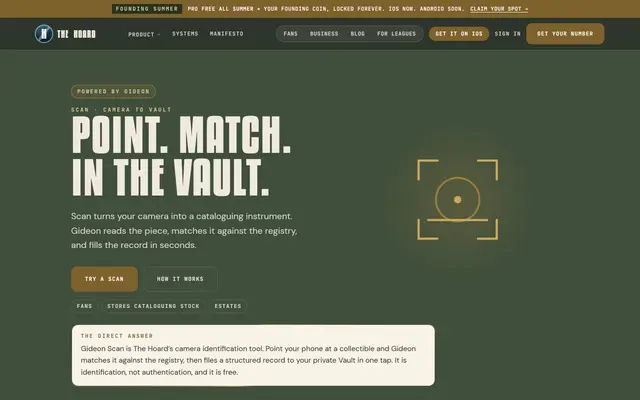 FOUNDING SUMMER PRO FREE ALL SUMMER + YOUR FOUNDING COIN, LOCKED FOREVER. IOS NOW. ANDROID SOON. CLAIM YOUR SPOT →
H THE HOARD PRODUCT SYSTEMS MANIFESTO FANS BUSINESS BLOG FOR LEAGUES GET IT ON IOS SIGN IN GET YOUR NUMBER
POWERED BY GIDEON
SCAN · CAMERA TO VAULT
POINT. MATCH.
IN THE VAULT.
Scan turns your camera into a cataloguing instrument.
Gideon reads the piece, matches it against the registry,
and fills the record in seconds.
TRY A SCAN HOW IT WORKS
FANS STORES CATALOGUING STOCK ESTATES
THE DIRECT ANSWER
Gideon Scan is The Hoard's camera identification tool. Point your phone at a collectible and Gideon
matches it against the registry, then files a structured record to your private Vault in one tap. It is
identification, not authentication, and it is free.